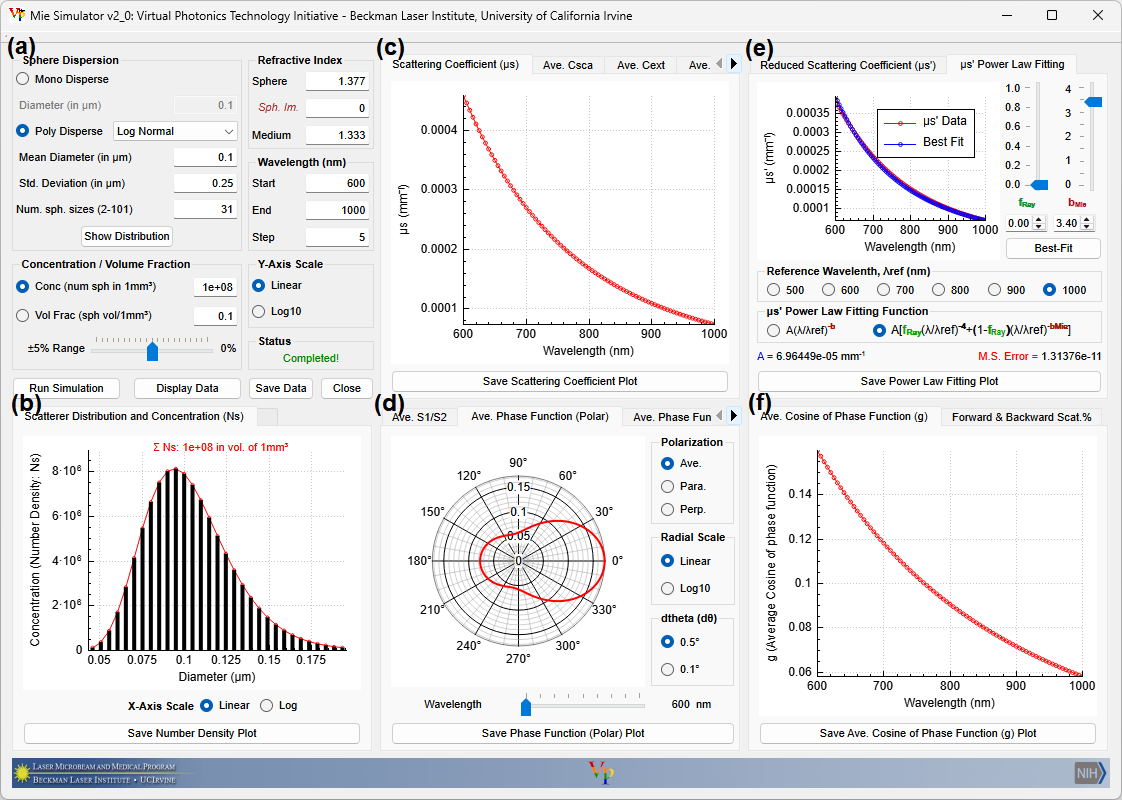 Mie Simulator v2_0: Virtual Photonics Technology Initiative - Beckman Laser Institute, University of California Irvine
(a)
Sphere Dispersion
Mono Disperse
Diameter (in μm) 0.1
Poly Disperse Log Normal
Mean Diameter (in μm) 0.1
Std. Deviation (in μm) 0.25
Num. sph. sizes (2-101) 31
Show Distribution
Refractive Index
Sphere 1.377
Sph. Im. 0
Medium 1.333
Wavelength (nm)
Start 600
End 1000
Step 5
Concentration / Volume Fraction
Conc (num sph in 1mm³) 1e+08
Vol Frac (sph vol/1mm³) 0.1
±5% Range 0%
Y-Axis Scale
Linear
Log10
Status
Completed!
Run Simulation Display Data Save Data Close
(b)
Scatterer Distribution and Concentration (Ns)
Σ Ns: 1e+08 in vol. of 1mm³
Concentration (Number Density: Ns)
8·10⁶
6·10⁶
4·10⁶
2·10⁶
0
0.05 0.075 0.1 0.125 0.15 0.175
Diameter (μm)
X-Axis Scale Linear Log
Save Number Density Plot
(c)
Scattering Coefficient (μs) Ave. Csca Ave. Cext Ave.
μs (mm⁻¹)
0.0004
0.0003
0.0002
0.0001
600 700 800 900 1000
Wavelength (nm)
Save Scattering Coefficient Plot
(d)
Ave. S1/S2 Ave. Phase Function (Polar) Ave. Phase Fun
90°
120° 60°
0.15
150° 0.1 30°
0.05
180° 0 0°
210° 330°
240° 300°
270°
Polarization
Ave.
Para.
Perp.
Radial Scale
Linear
Log10
dtheta (dθ)
0.5°
0.1°
Wavelength 600 nm
Save Phase Function (Polar) Plot
(e)
Reduced Scattering Coefficient (μs') μs' Power Law Fitting
μs' (mm⁻¹)
0.00035
0.0003
0.00025
0.0002
0.00015
0.0001
μs' Data
Best Fit
600 700 800 900 1000
Wavelength (nm)
1.0
0.8
0.6
0.4
0.2
0.0
4
3
2
1
0
fRay bMie
0.00 3.40
Best-Fit
Reference Wavelenth, λref (nm)
500 600 700 800 900 1000
μs' Power Law Fitting Function
A(λ/λref)⁻ᵇ A[fRay(λ/λref)⁻⁴+(1-fRay)(λ/λref)⁻ᵇᴹⁱᵉ]
A = 6.96449e-05 mm⁻¹ M.S. Error = 1.31376e-11
Save Power Law Fitting Plot
(f)
Ave. Cosine of Phase Function (g) Forward & Backward Scat.%
g (Average Cosine of phase function)
0.14
0.12
0.1
0.08
0.06
600 700 800 900 1000
Wavelength (nm)
Save Ave. Cosine of Phase Function (g) Plot
LASER MICROBEAM AND MEDICAL PROGRAM
BECKMAN LASER INSTITUTE • UCIRVINE
Vp
NIH